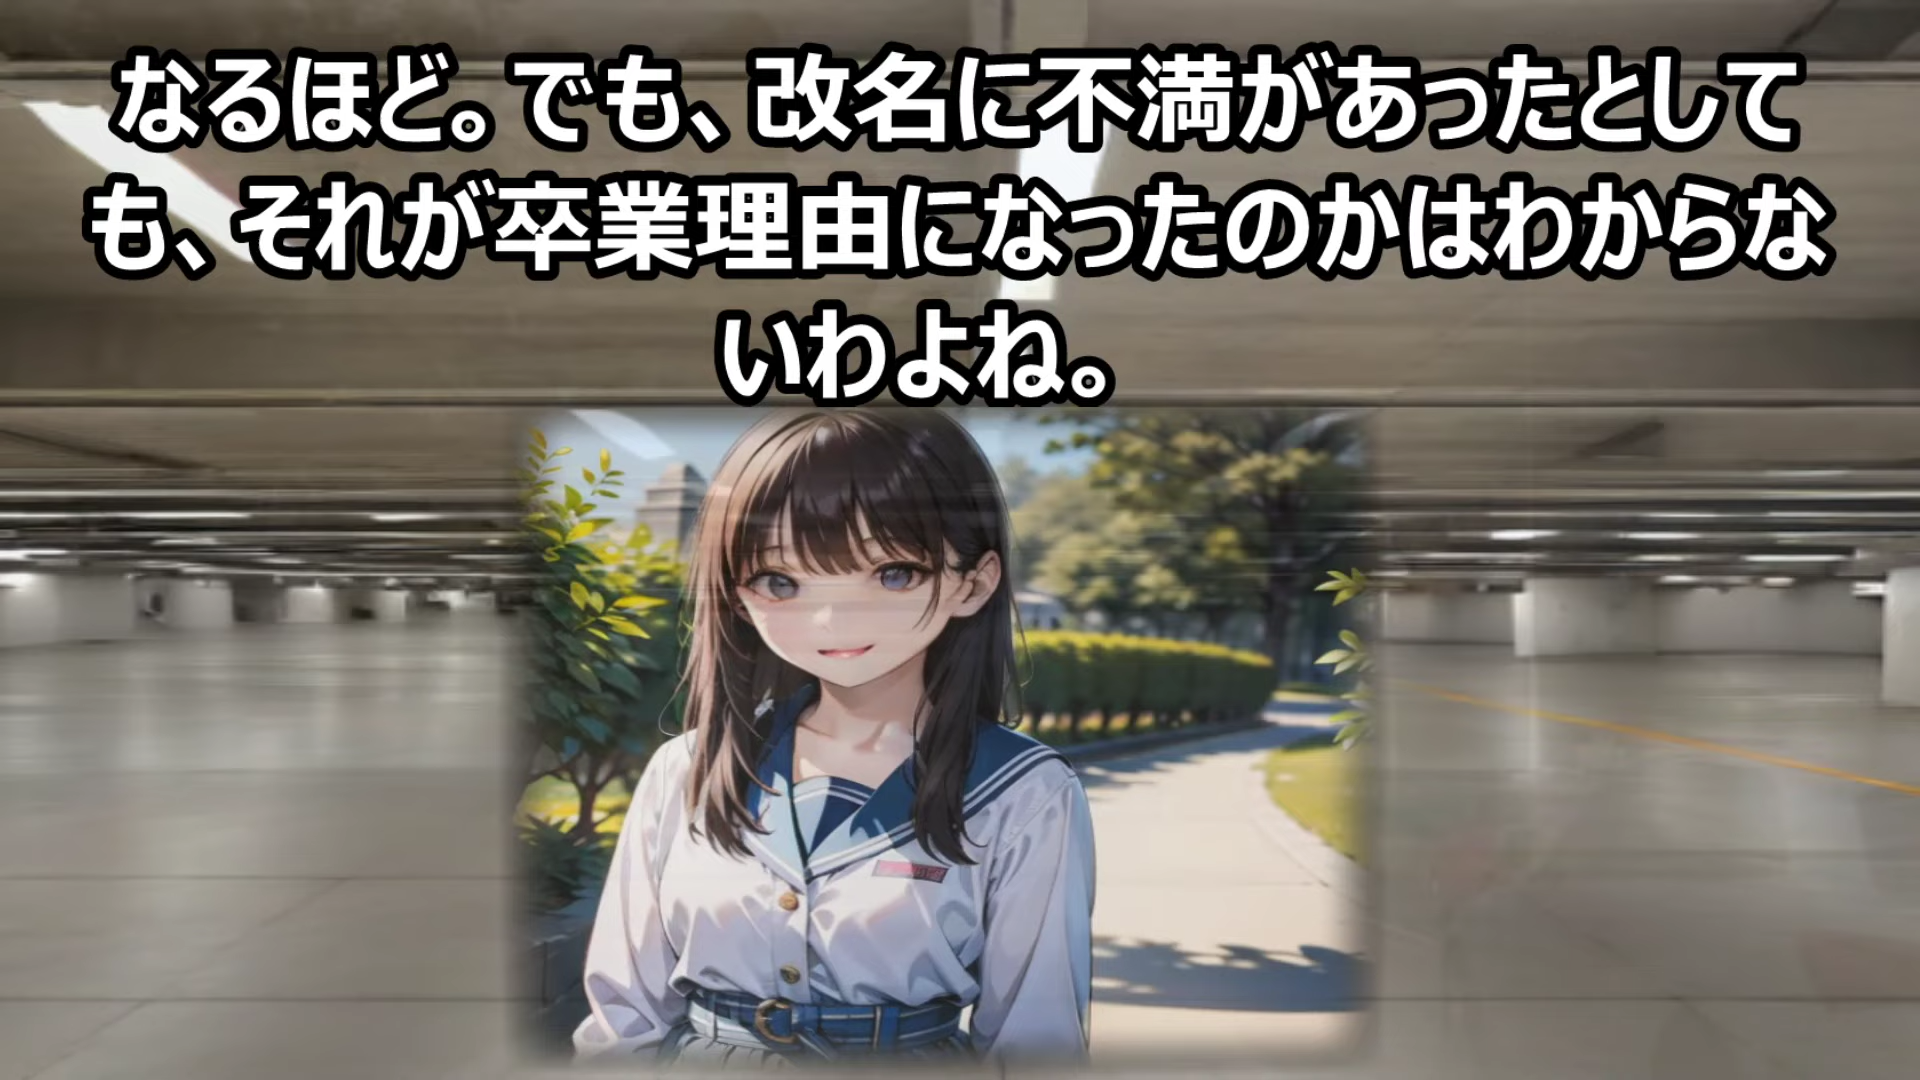 なるほど。でも、改名に不満があったとして
も、それが卒業理由になったのかはわからな
いわよね。